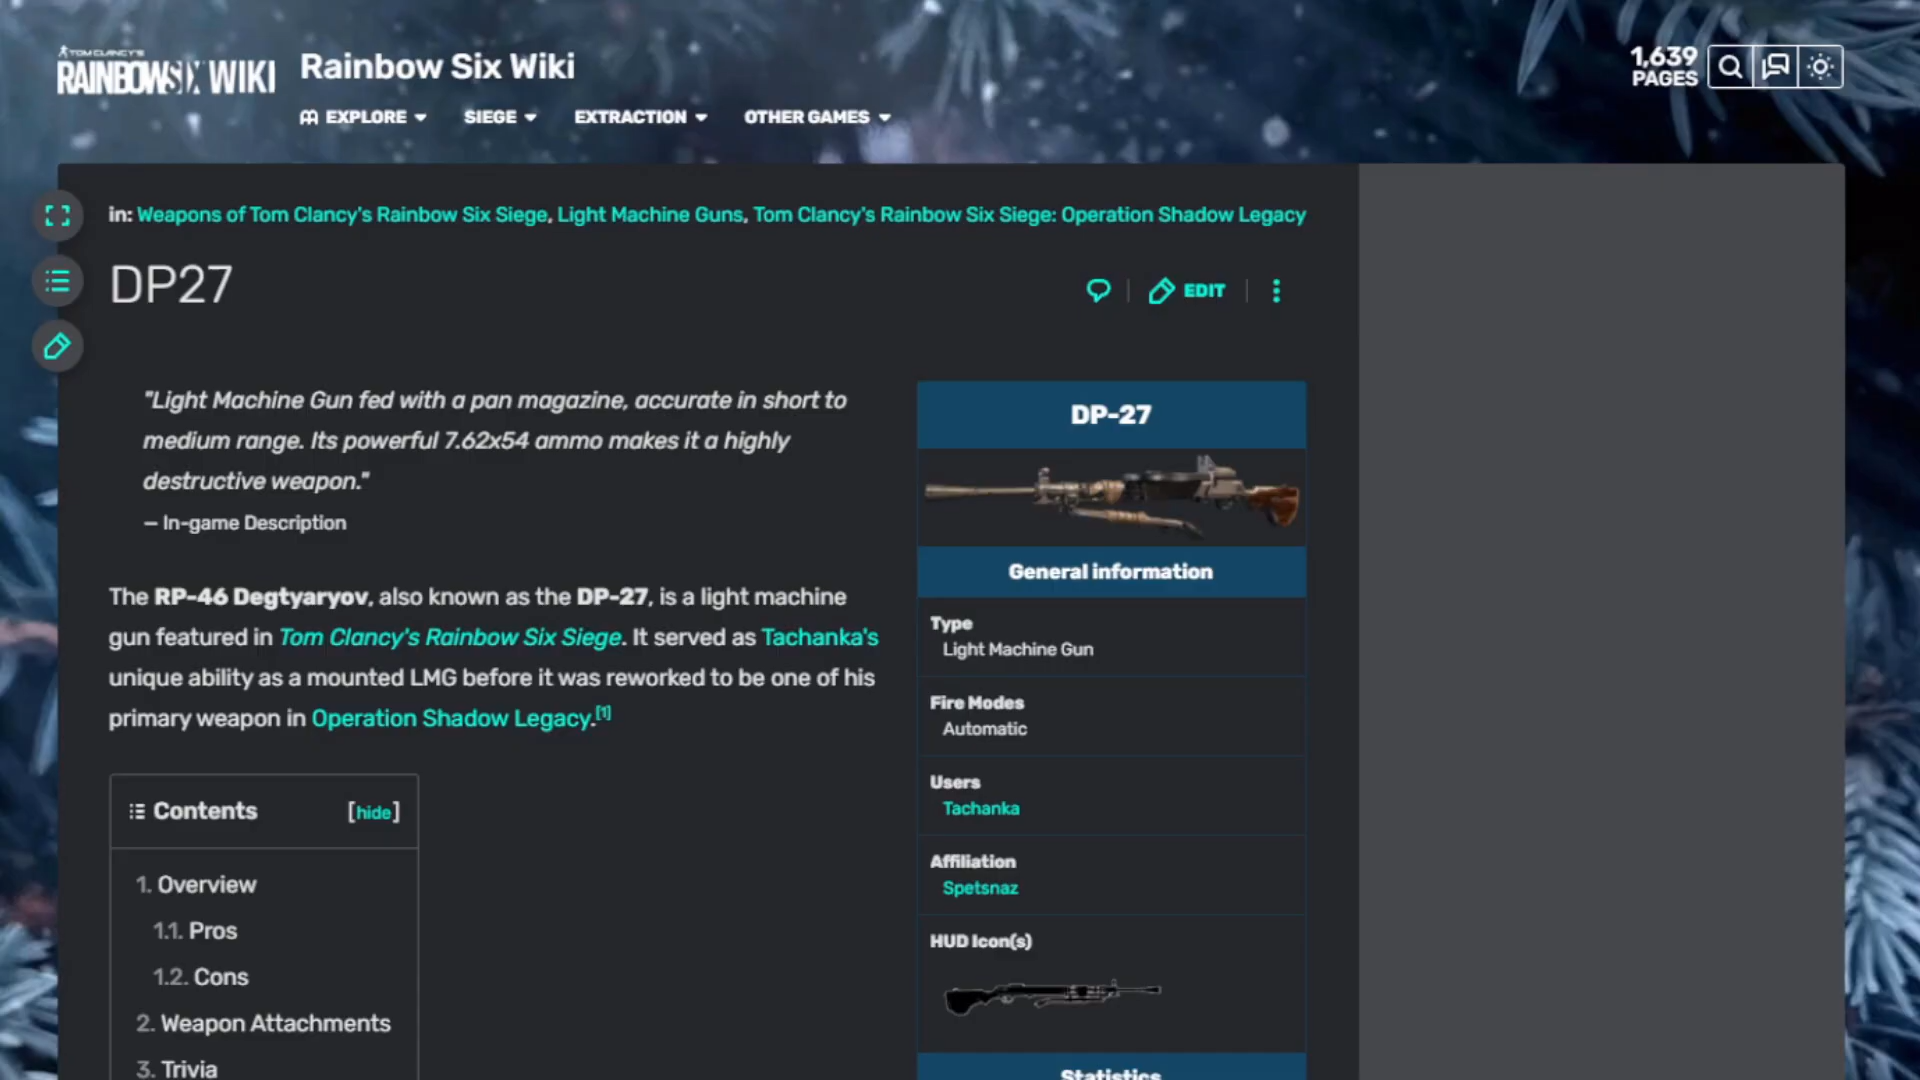 TOM CLANCY'S
RAINBOWSIX WIKI
Rainbow Six Wiki
1,639
PAGES
EXPLORE
SIEGE
EXTRACTION
OTHER GAMES
in: Weapons of Tom Clancy's Rainbow Six Siege, Light Machine Guns, Tom Clancy's Rainbow Six Siege: Operation Shadow Legacy
DP27
EDIT
"Light Machine Gun fed with a pan magazine, accurate in short to
medium range. Its powerful 7.62x54 ammo makes it a highly
destructive weapon."
— In-game Description
The RP-46 Degtyaryov, also known as the DP-27, is a light machine
gun featured in Tom Clancy's Rainbow Six Siege. It served as Tachanka's
unique ability as a mounted LMG before it was reworked to be one of his
primary weapon in Operation Shadow Legacy.[1]
Contents [hide]
1. Overview
1.1. Pros
1.2. Cons
2. Weapon Attachments
3. Trivia
DP-27
General information
Type
Light Machine Gun
Fire Modes
Automatic
Users
Tachanka
Affiliation
Spetsnaz
HUD Icon(s)
Statistics